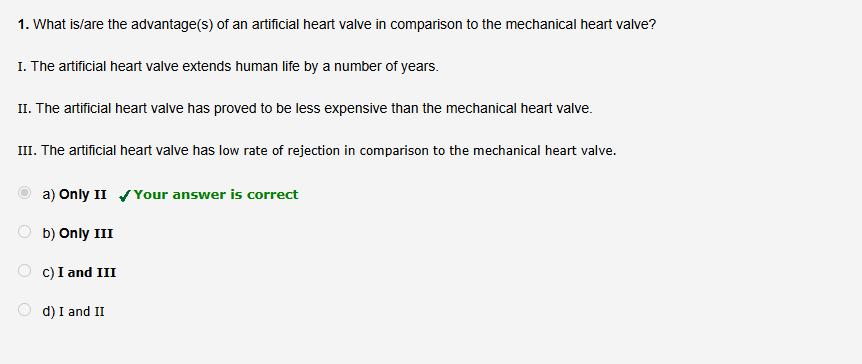 1. What is/are the advantage(s) of an artificial heart valve in comparison to the mechanical heart valve?
I. The artificial heart valve extends human life by a number of years.
II. The artificial heart valve has proved to be less expensive than the mechanical heart valve.
III. The artificial heart valve has low rate of rejection in comparison to the mechanical heart valve.
a) Only II ✓Your answer is correct
b) Only III
c) I and III
d) I and II